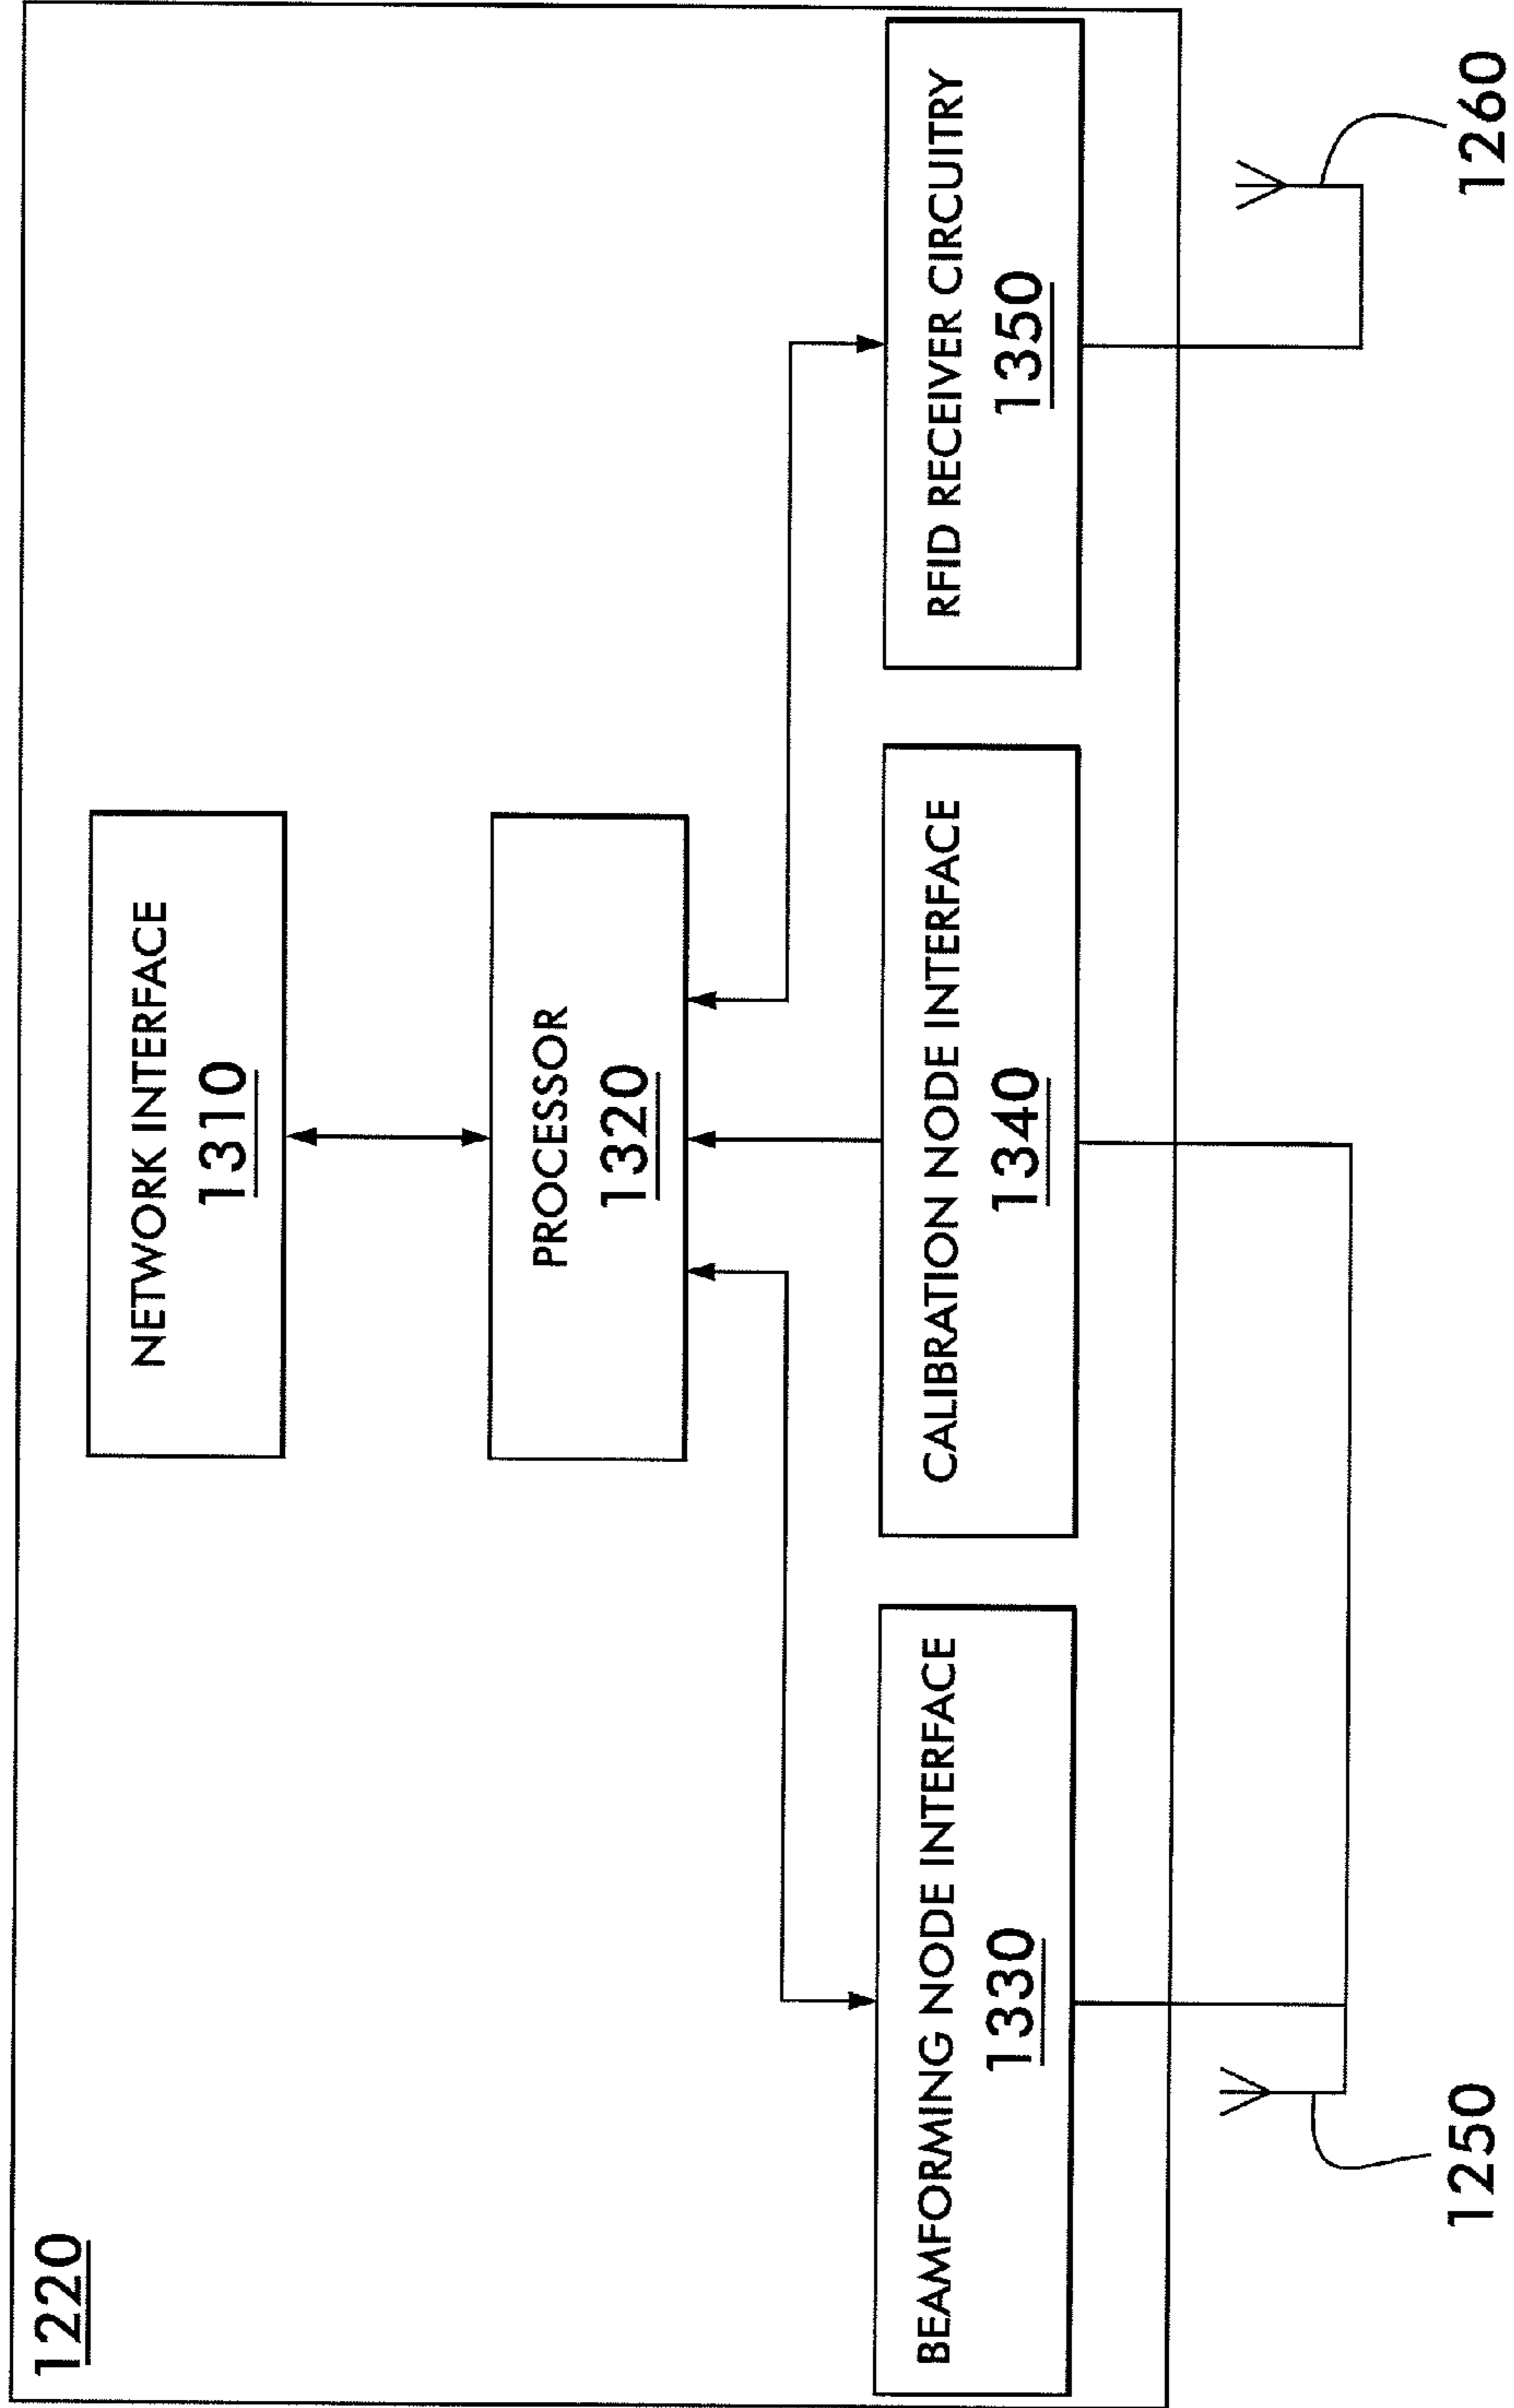 1220
NETWORK INTERFACE
1310
PROCESSOR
1320
BEAMFORMING NODE INTERFACE
1330
CALIBRATION NODE INTERFACE
1340
RFID RECEIVER CIRCUITRY
1350
1250
1260